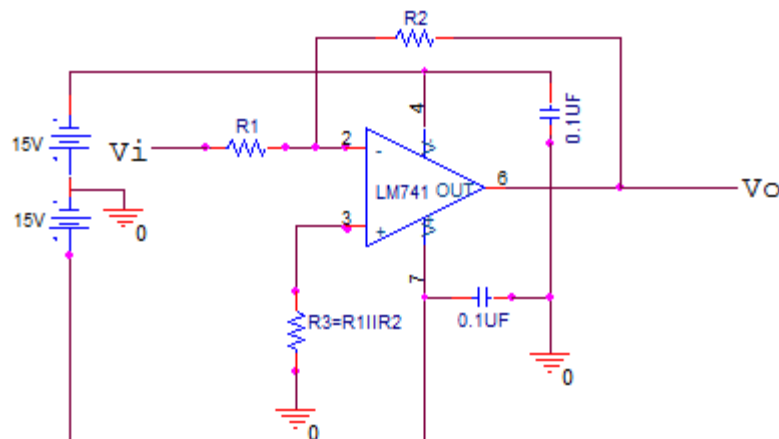 R2
4
0.1UF
15V
Vi
R1
2
-
V
LM741
OUT
6
Vo
15V
0
3
+
V
7
0.1UF
R3=R1IIR2
0
0